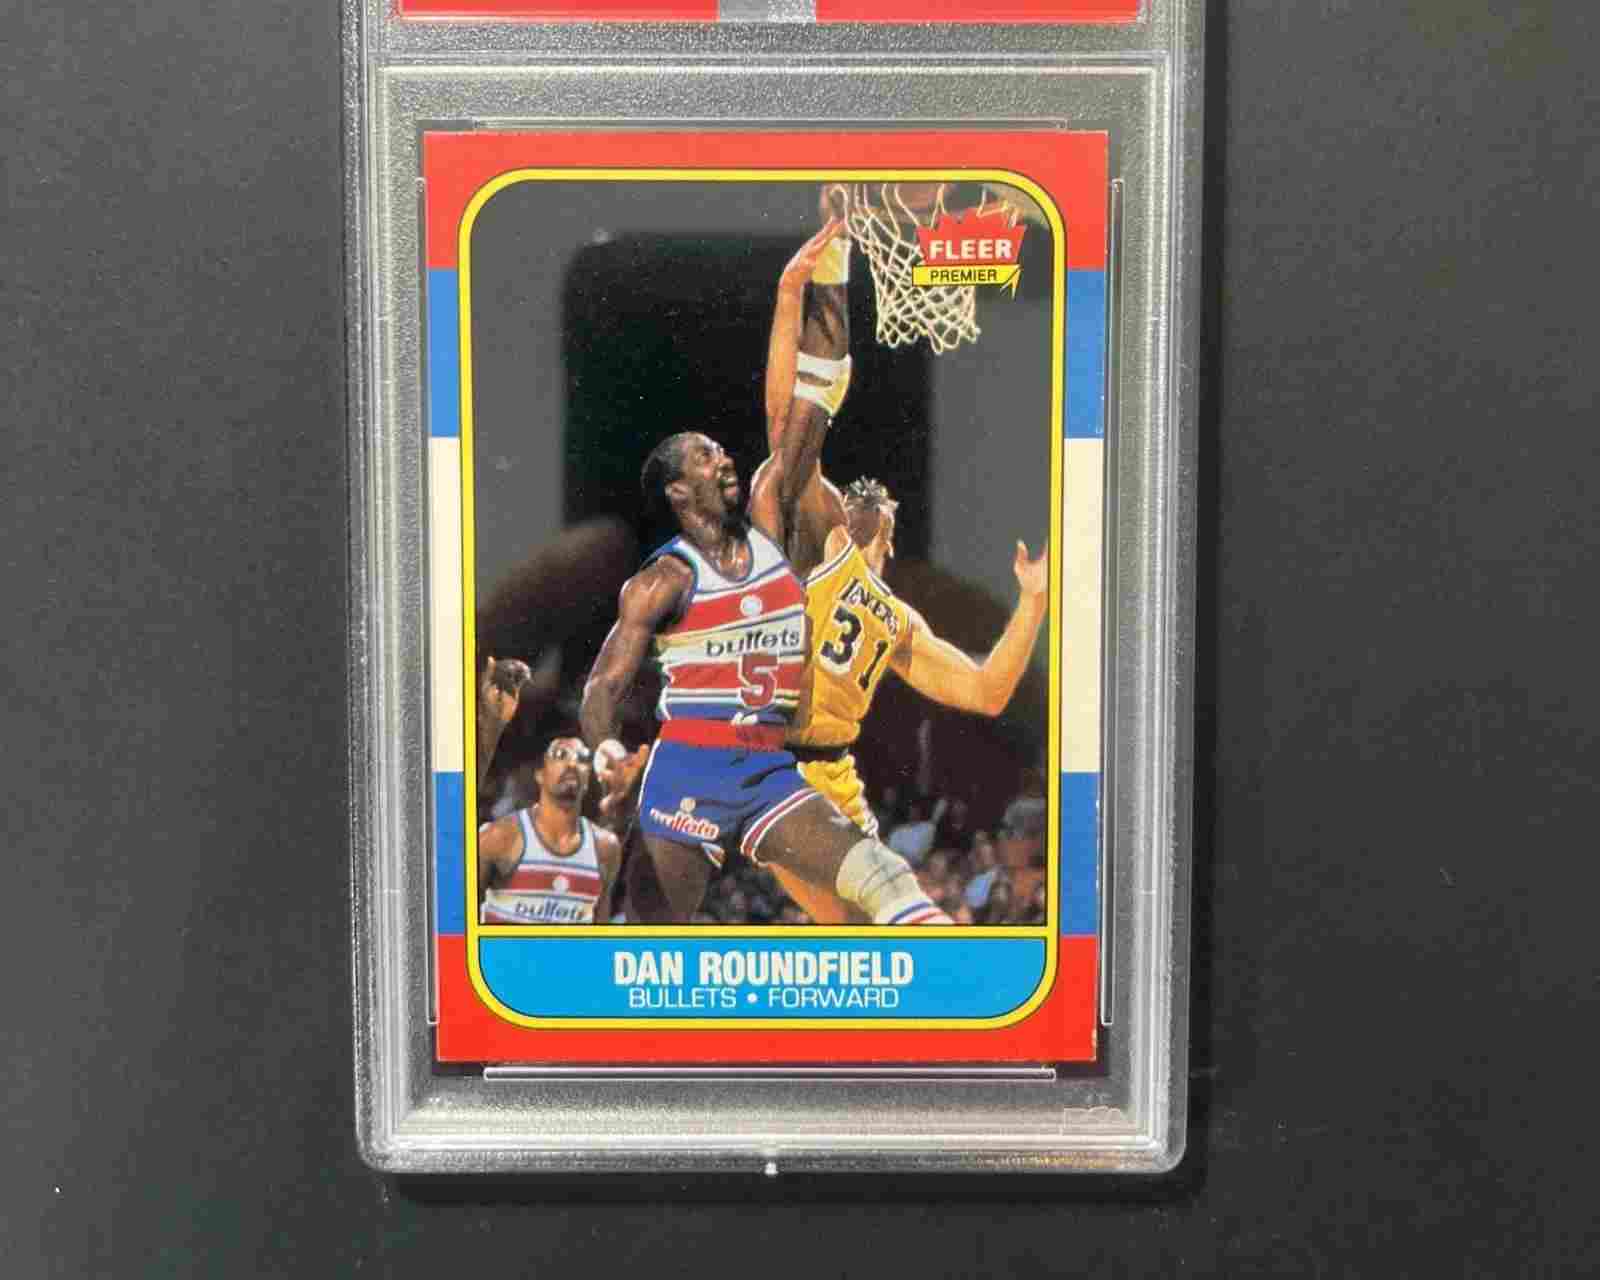 FLEER
PREMIER
LAKERS
31
bullets
5
bullets
bullets
DAN ROUNDFIELD
BULLETS • FORWARD